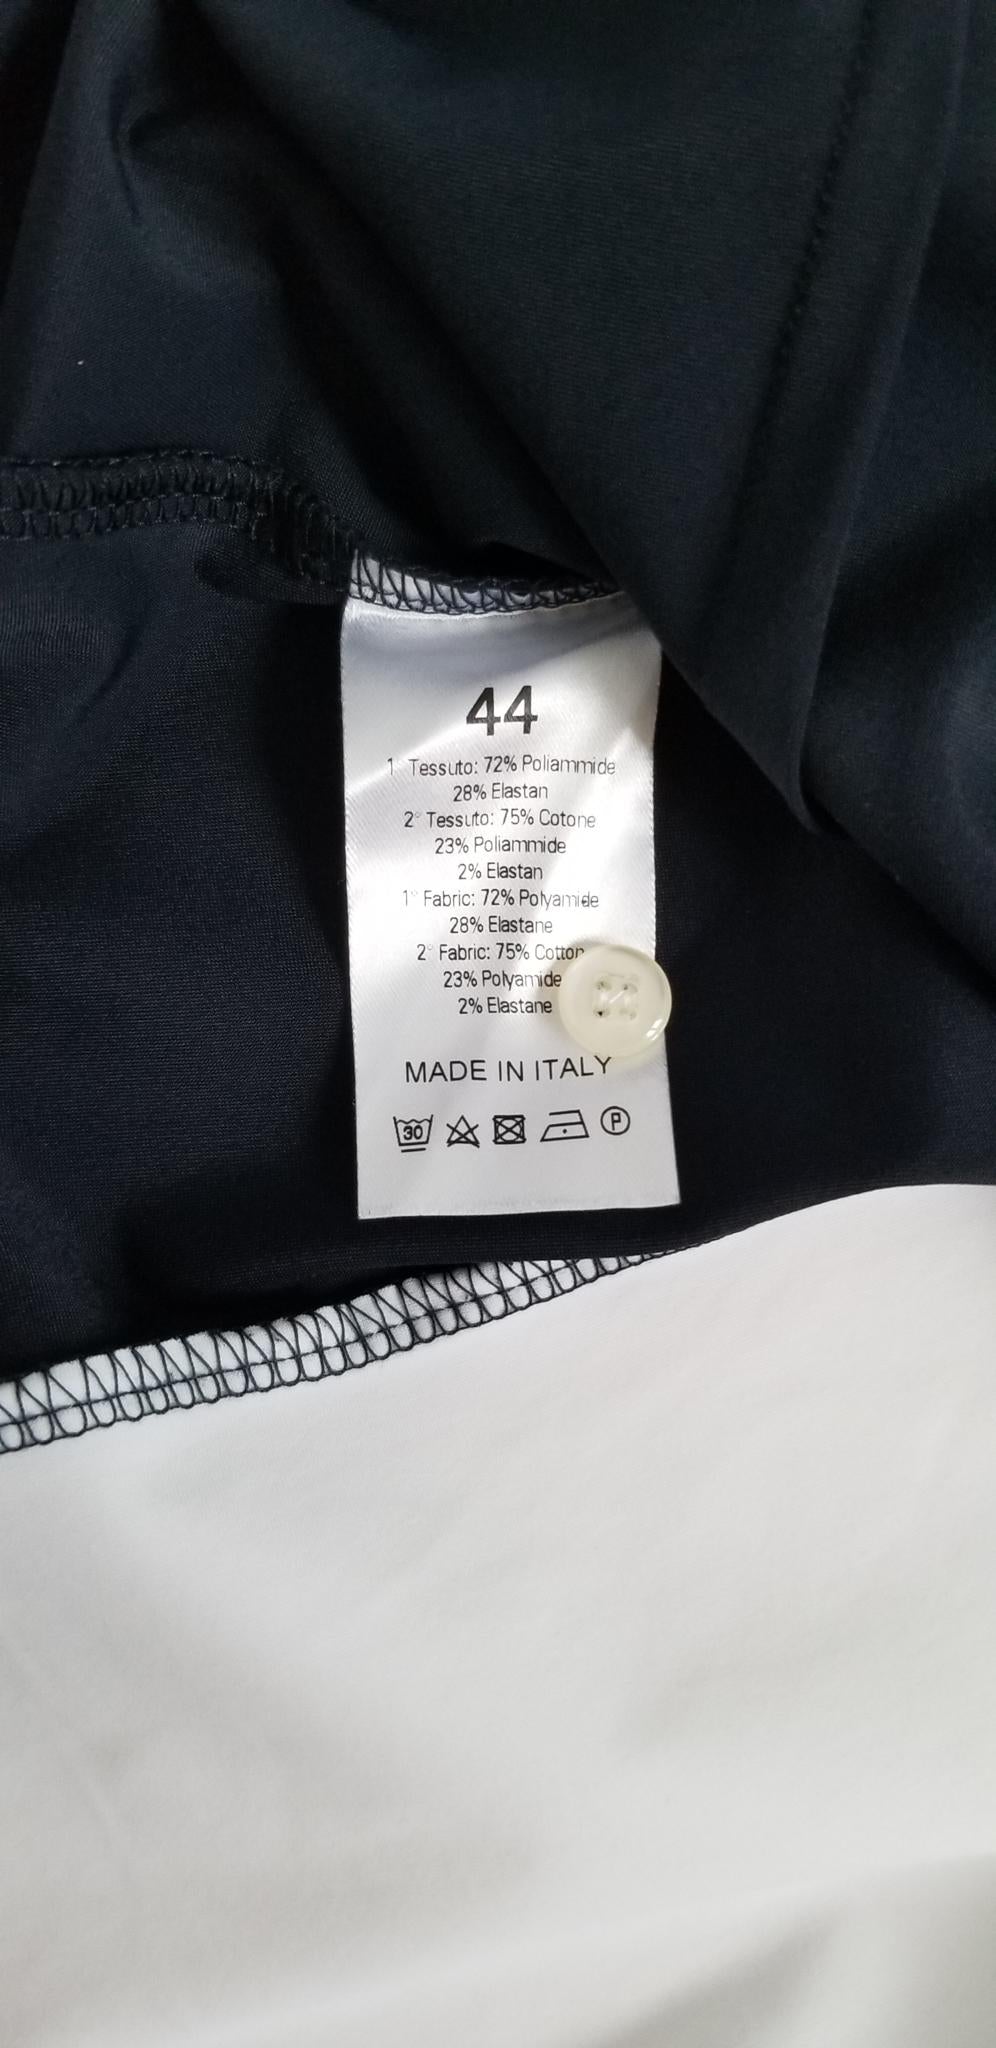 44
1° Tessuto: 72% Poliammide
28% Elastan
2° Tessuto: 75% Cotone
23% Poliammide
2% Elastan
1° Fabric: 72% Polyamide
28% Elastane
2° Fabric: 75% Cotton
23% Polyamide
2% Elastane
MADE IN ITALY
30 P